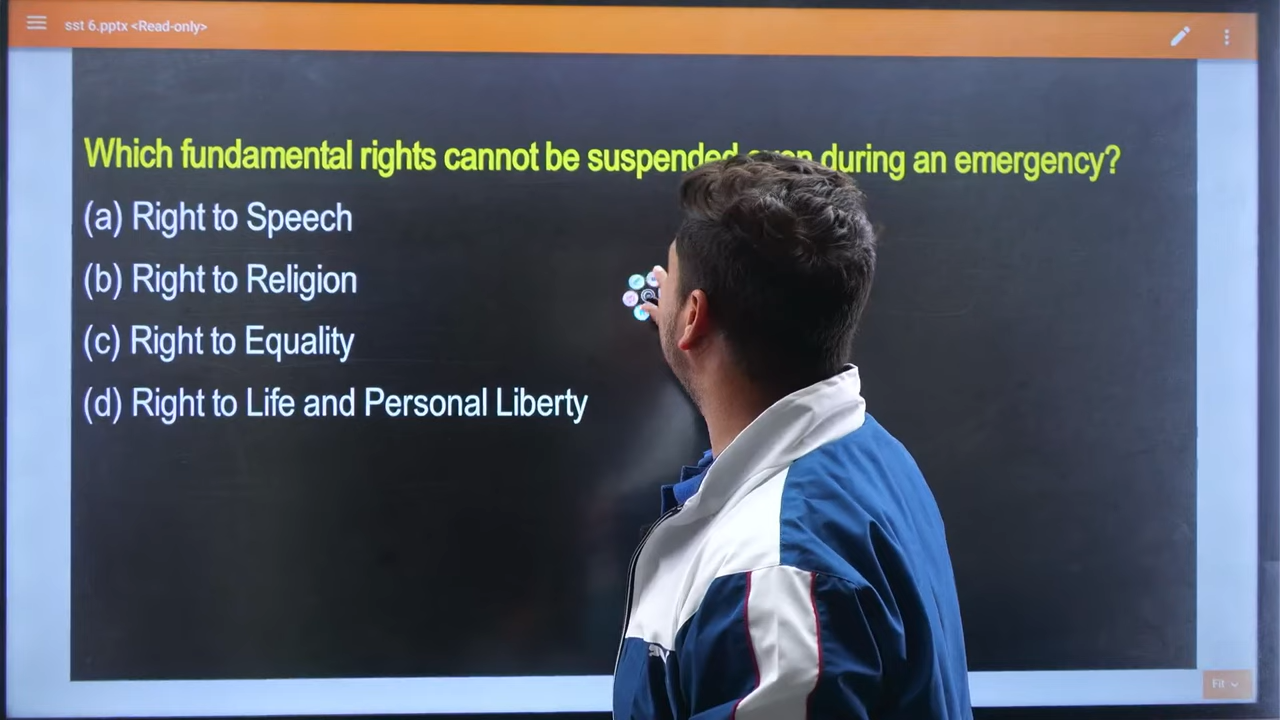 sst 6.pptx <Read-only>
Which fundamental rights cannot be suspended even during an emergency?
(a) Right to Speech
(b) Right to Religion
(c) Right to Equality
(d) Right to Life and Personal Liberty
Fit